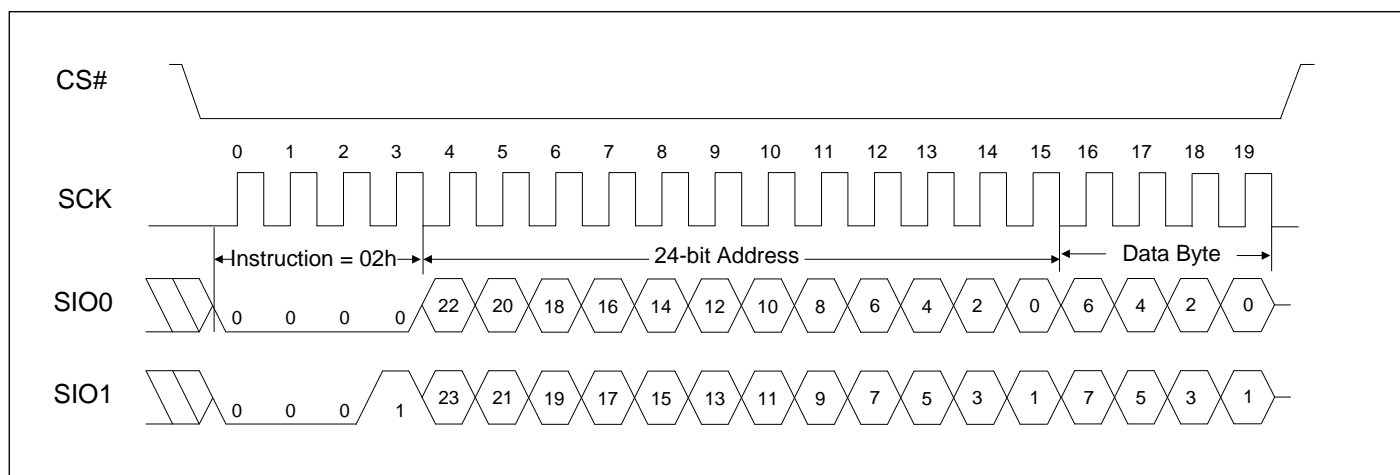 CS#
0 1 2 3 4 5 6 7 8 9 10 11 12 13 14 15 16 17 18 19
SCK
Instruction = 02h 24-bit Address Data Byte
SIO0 0 0 0 0 22 20 18 16 14 12 10 8 6 4 2 0 6 4 2 0
SIO1 0 0 0 1 23 21 19 17 15 13 11 9 7 5 3 1 7 5 3 1